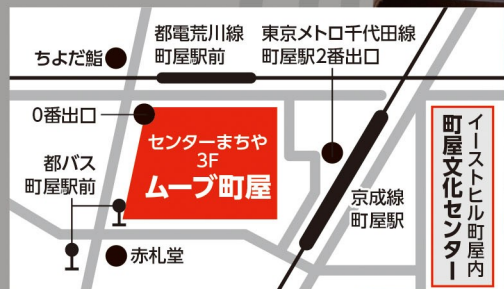 都電荒川線
町屋駅前
東京メトロ千代田線
町屋駅2番出口
ちよだ鮨
0番出口
センターまちや
3F
ムーブ町屋
都バス
町屋駅前
赤札堂
京成線
町屋駅
イーストヒル町屋内
町屋文化センター